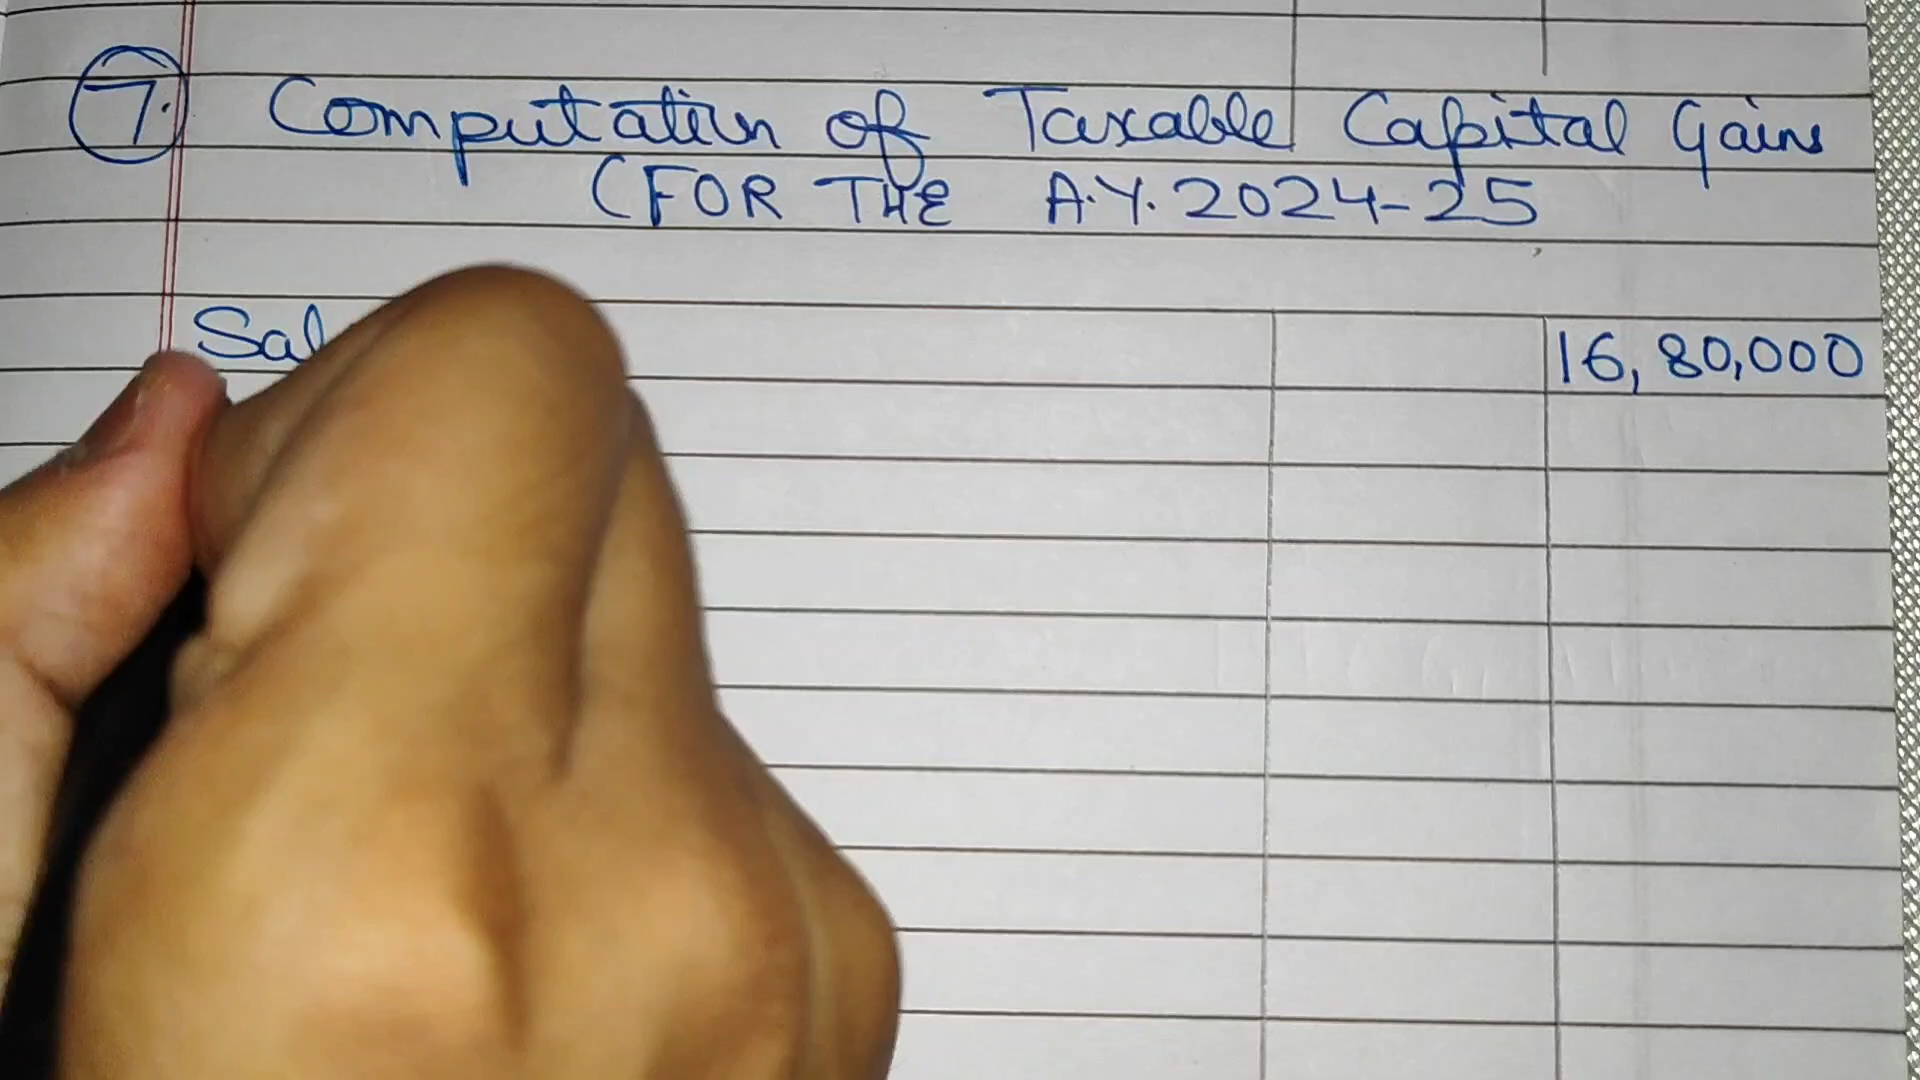 7. Computation of Taxable Capital Gains
(FOR THE A.Y. 2024-25
Sal 16,80,000